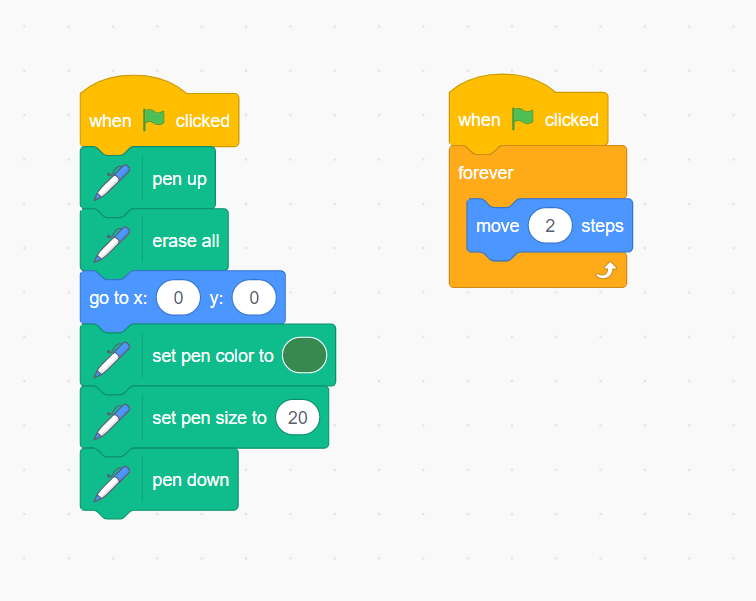 when clicked
pen up
erase all
go to x: 0 y: 0
set pen color to
set pen size to 20
pen down
when clicked
forever
move 2 steps